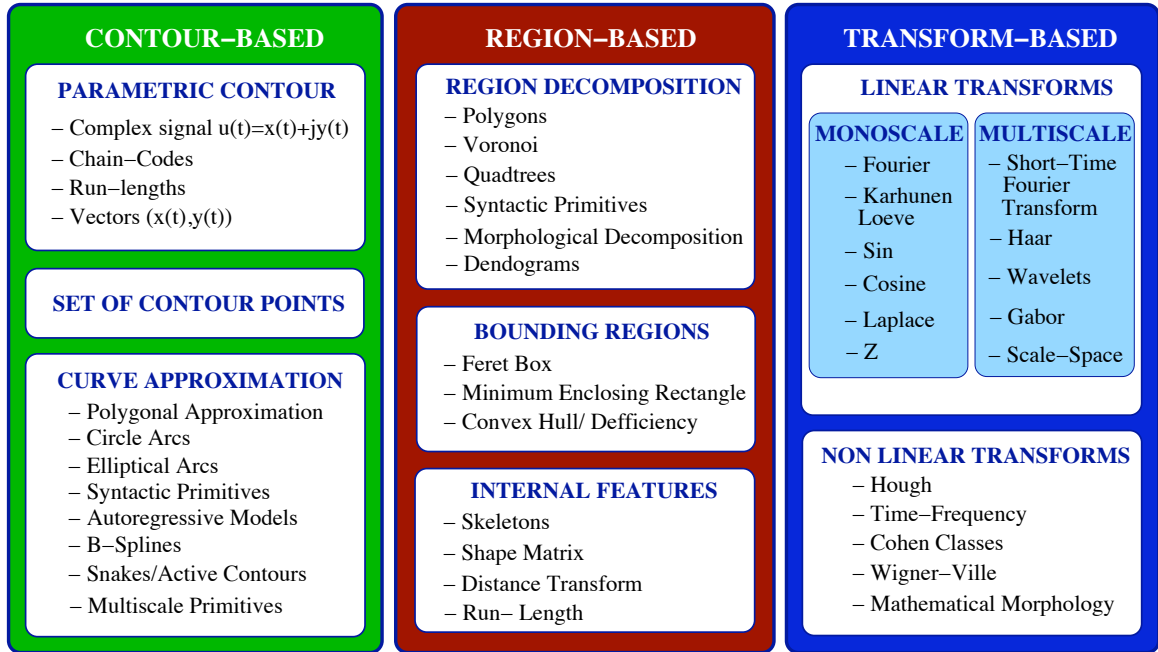 CONTOUR–BASED
PARAMETRIC CONTOUR
– Complex signal u(t)=x(t)+jy(t)
– Chain–Codes
– Run–lengths
– Vectors (x(t),y(t))
SET OF CONTOUR POINTS
CURVE APPROXIMATION
– Polygonal Approximation
– Circle Arcs
– Elliptical Arcs
– Syntactic Primitives
– Autoregressive Models
– B–Splines
– Snakes/Active Contours
– Multiscale Primitives
REGION–BASED
REGION DECOMPOSITION
– Polygons
– Voronoi
– Quadtrees
– Syntactic Primitives
– Morphological Decomposition
– Dendograms
BOUNDING REGIONS
– Feret Box
– Minimum Enclosing Rectangle
– Convex Hull/ Defficiency
INTERNAL FEATURES
– Skeletons
– Shape Matrix
– Distance Transform
– Run– Length
TRANSFORM–BASED
LINEAR TRANSFORMS
MONOSCALE
– Fourier
– Karhunen
Loeve
– Sin
– Cosine
– Laplace
– Z
MULTISCALE
– Short–Time
Fourier
Transform
– Haar
– Wavelets
– Gabor
– Scale–Space
NON LINEAR TRANSFORMS
– Hough
– Time–Frequency
– Cohen Classes
– Wigner–Ville
– Mathematical Morphology